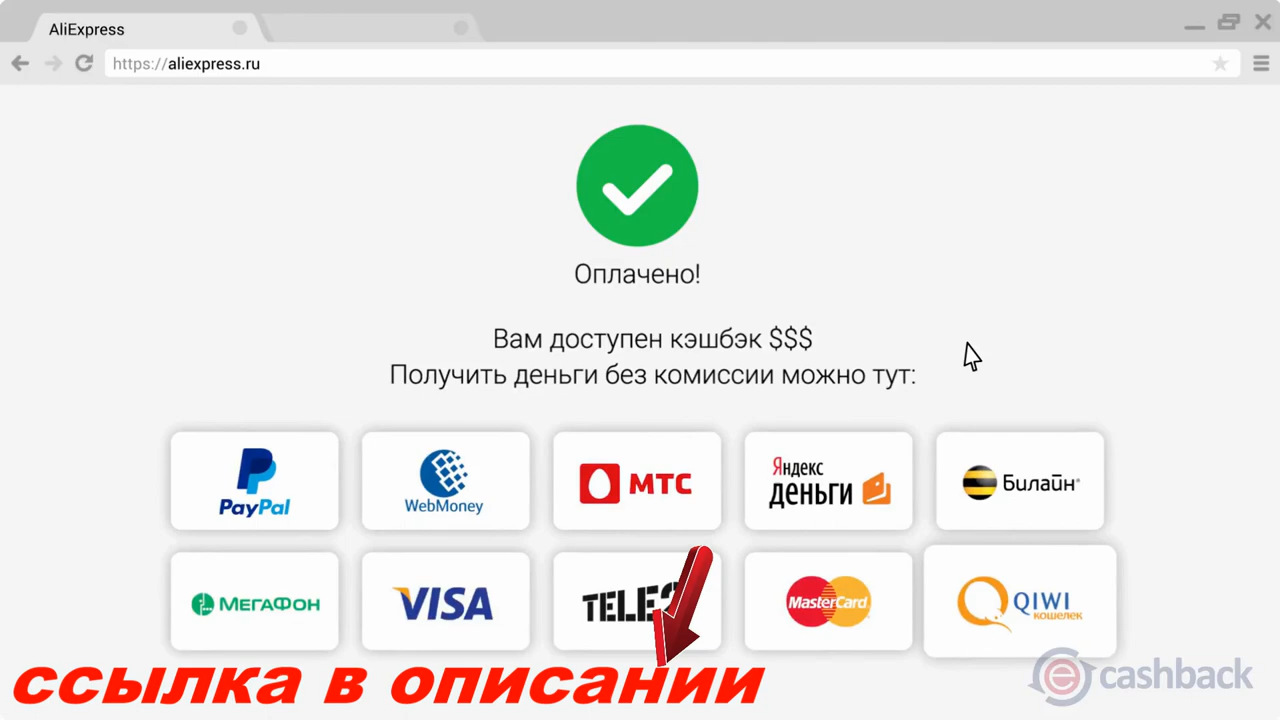 AliExpress
https://aliexpress.ru
Оплачено!
Вам доступен кэшбэк $$$
Получить деньги без комиссии можно тут:
PayPal
WebMoney
МТС
Яндекс
деньги
Билайн®
МЕГАФОН
VISA
TELE2
MasterCard
QIWI
КОШЕЛЕК
ссылка в описании
e cashback